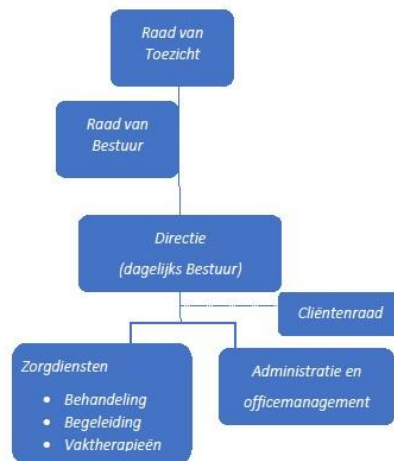 Raad van
Toezicht
Raad van
Bestuur
Directie
(dagelijks Bestuur)
Cliëntenraad
Zorgdiensten
• Behandeling
• Begeleiding
• Vaktherapieën
Administratie en
officemanagement